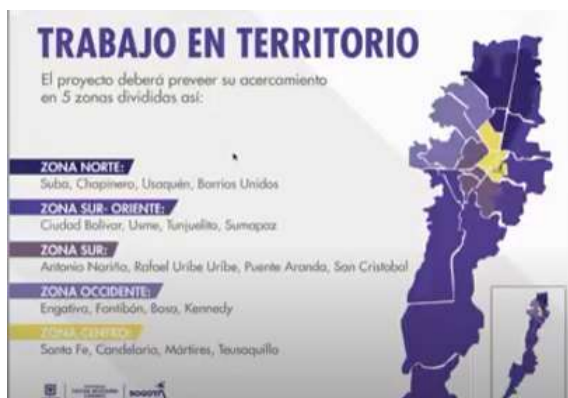 TRABAJO EN TERRITORIO
El proyecto deberá preveer su acercamiento
en 5 zonas divididas así:
ZONA NORTE:
Suba, Chapinero, Usaquén, Barrios Unidos
ZONA SUR- ORIENTE:
Ciudad Bolívar, Usme, Tunjuelito, Sumapaz
ZONA SUR:
Antonio Nariño, Rafael Uribe Uribe, Puente Aranda, San Cristobal
ZONA OCCIDENTE:
Engativa, Fontibón, Bosa, Kennedy
ZONA CENTRO:
Santa Fe, Candelaria, Mártires, Teusaquillo
BOGOTÁ